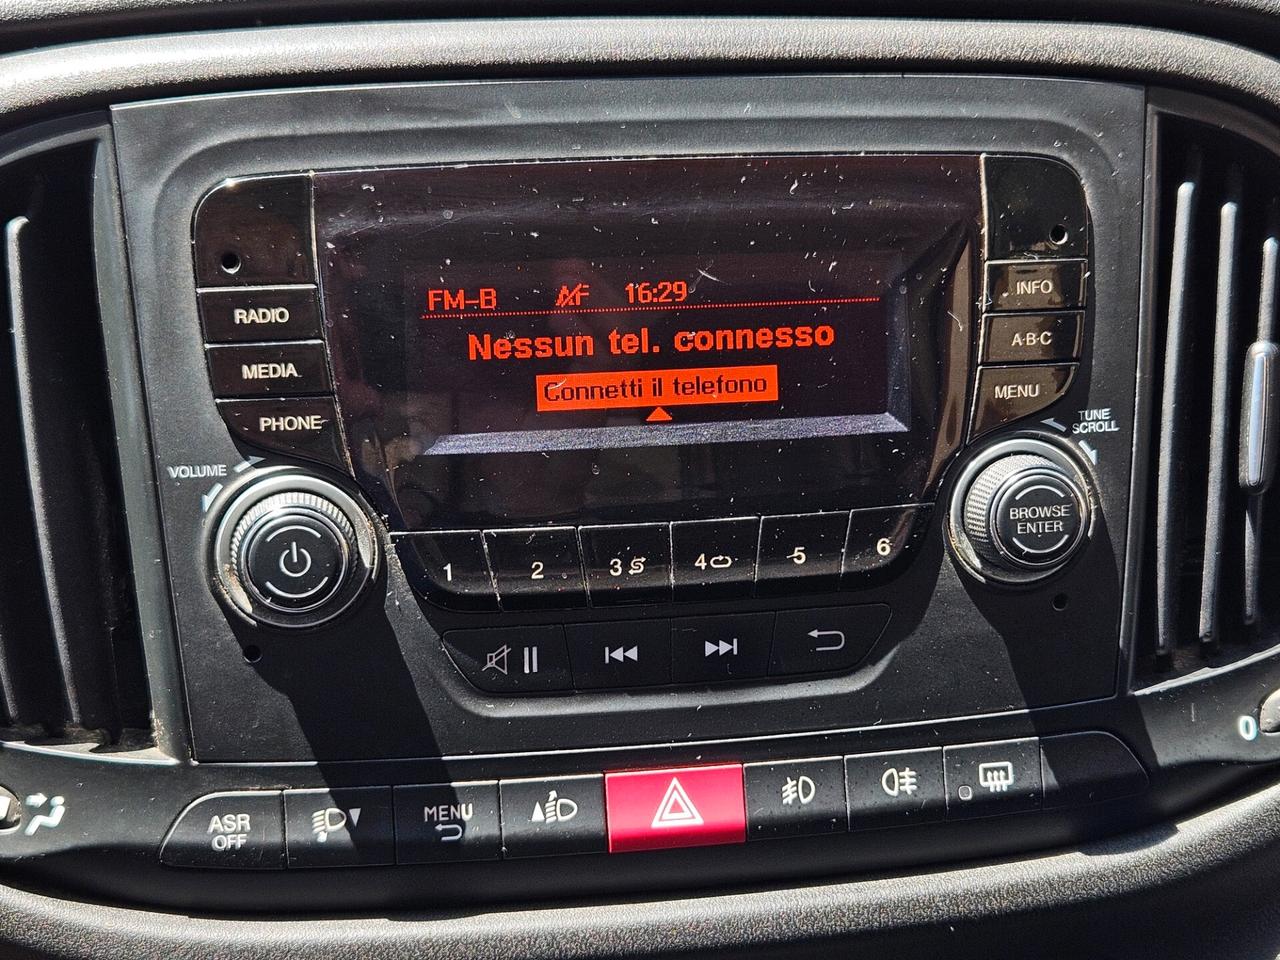 FM-B AF 16:29
Nessun tel. connesso
Connetti il telefono
RADIO
MEDIA
PHONE
VOLUME
INFO
A·B·C
MENU
TUNE
SCROLL
BROWSE
ENTER
1 2 3 4 5 6
ASR
OFF
MENU
0